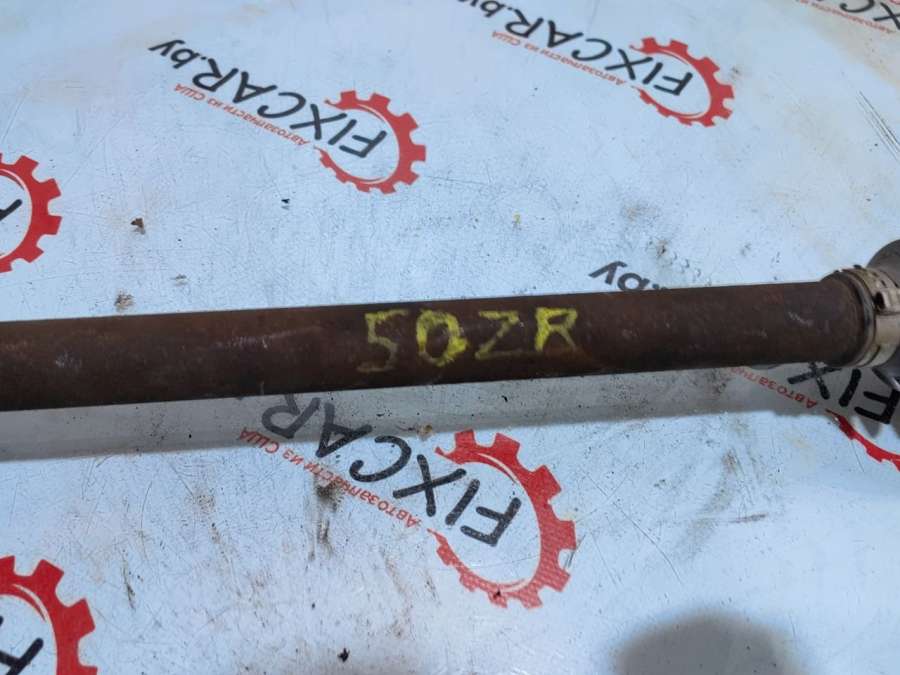 FIXCAR.by
Автозапчасти из США
FIXCAR.by
Автозапчасти из США
by
50ZR
FIXCAR
Автозапчасти из США